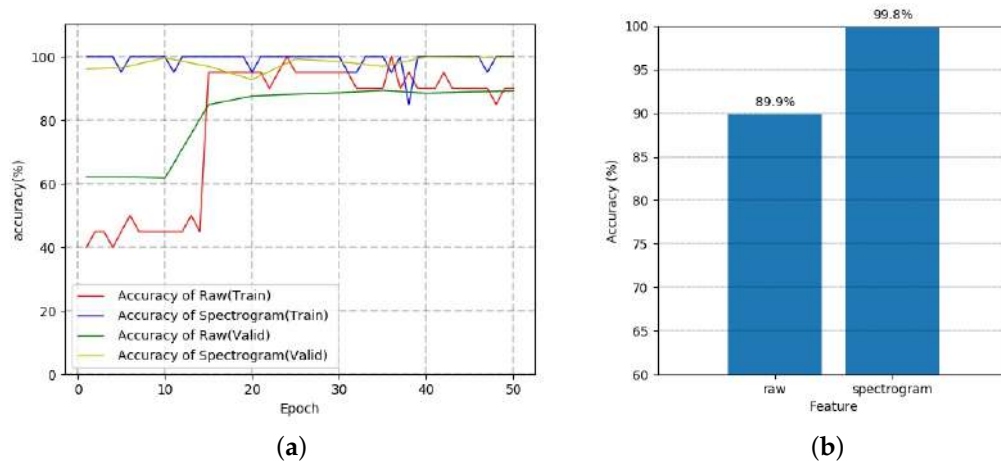 accuracy(%)
100
80
60
40
20
0
Accuracy of Raw(Train)
Accuracy of Spectrogram(Train)
Accuracy of Raw(Valid)
Accuracy of Spectrogram(Valid)
0 10 20 30 40 50
Epoch
(a)
Accuracy (%)
100
95
90
85
80
75
70
65
60
89.9%
99.8%
raw spectrogram
Feature
(b)